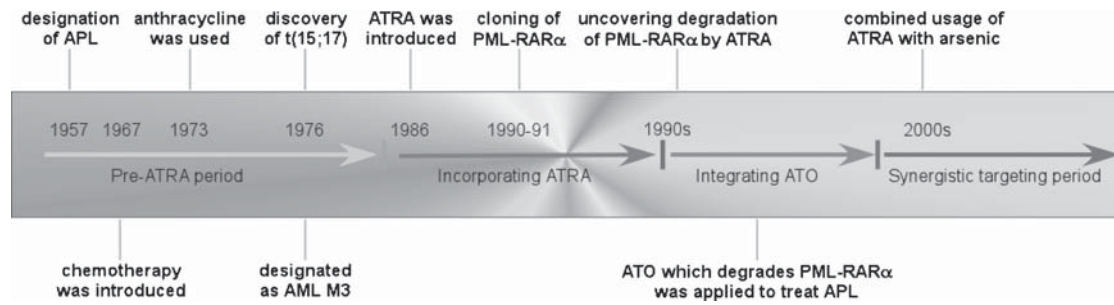 designation
of APL
anthracycline
was used
discovery
of t(15;17)
ATRA was
introduced
cloning of
PML-RARα
uncovering degradation
of PML-RARα by ATRA
combined usage of
ATRA with arsenic
1957 1967 1973 1976 1986 1990-91 1990s 2000s
Pre-ATRA period Incorporating ATRA Integrating ATO Synergistic targeting period
chemotherapy
was introduced
designated
as AML M3
ATO which degrades PML-RARα
was applied to treat APL